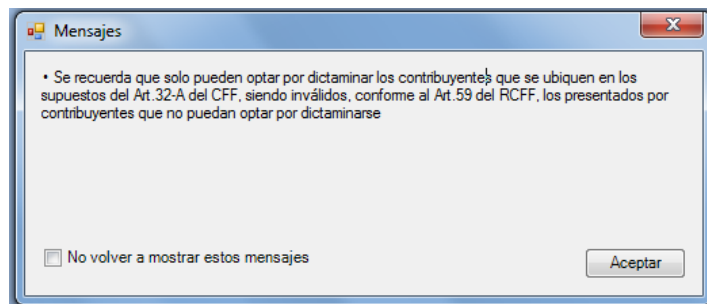 Mensajes
• Se recuerda que solo pueden optar por dictaminar los contribuyentes que se ubiquen en los
supuestos del Art.32-A del CFF, siendo inválidos, conforme al Art.59 del RCFF, los presentados por
contribuyentes que no puedan optar por dictaminarse
No volver a mostrar estos mensajes
Aceptar